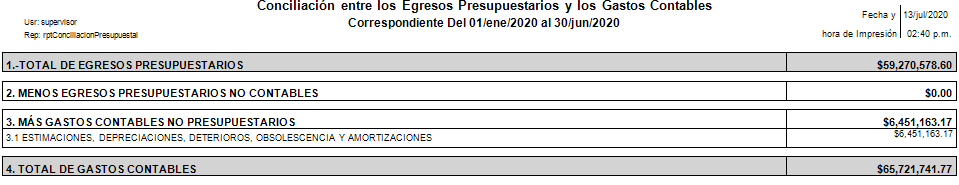 Conciliación entre los Egresos Presupuestarios y los Gastos Contables
Usr: supervisor
Correspondiente Del 01/ene/2020 al 30/jun/2020
Fecha y 13/jul/2020
Rep: rptConciliacionPresupuestal
hora de Impresión 02:40 p.m.
1.-TOTAL DE EGRESOS PRESUPUESTARIOS $59,270,578.60
2. MENOS EGRESOS PRESUPUESTARIOS NO CONTABLES $0.00
3. MÁS GASTOS CONTABLES NO PRESUPUESTARIOS $6,451,163.17
3.1 ESTIMACIONES, DEPRECIACIONES, DETERIOROS, OBSOLESCENCIA Y AMORTIZACIONES $6,451,163.17
4. TOTAL DE GASTOS CONTABLES $65,721,741.77